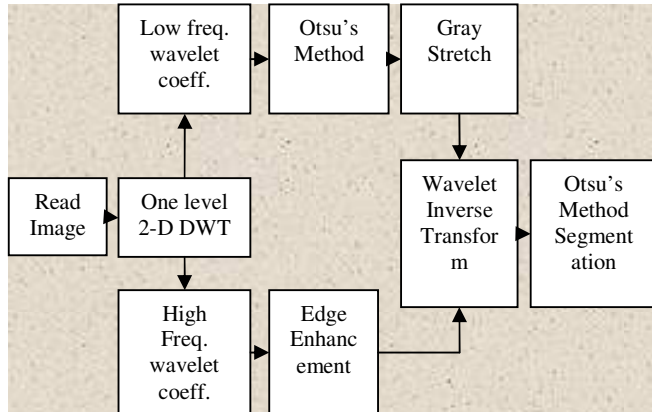 Low freq.
wavelet
coeff.
Otsu's
Method
Gray
Stretch
Read
Image
One level
2-D DWT
Wavelet
Inverse
Transfor
m
Otsu's
Method
Segment
ation
High
Freq.
wavelet
coeff.
Edge
Enhanc
ement